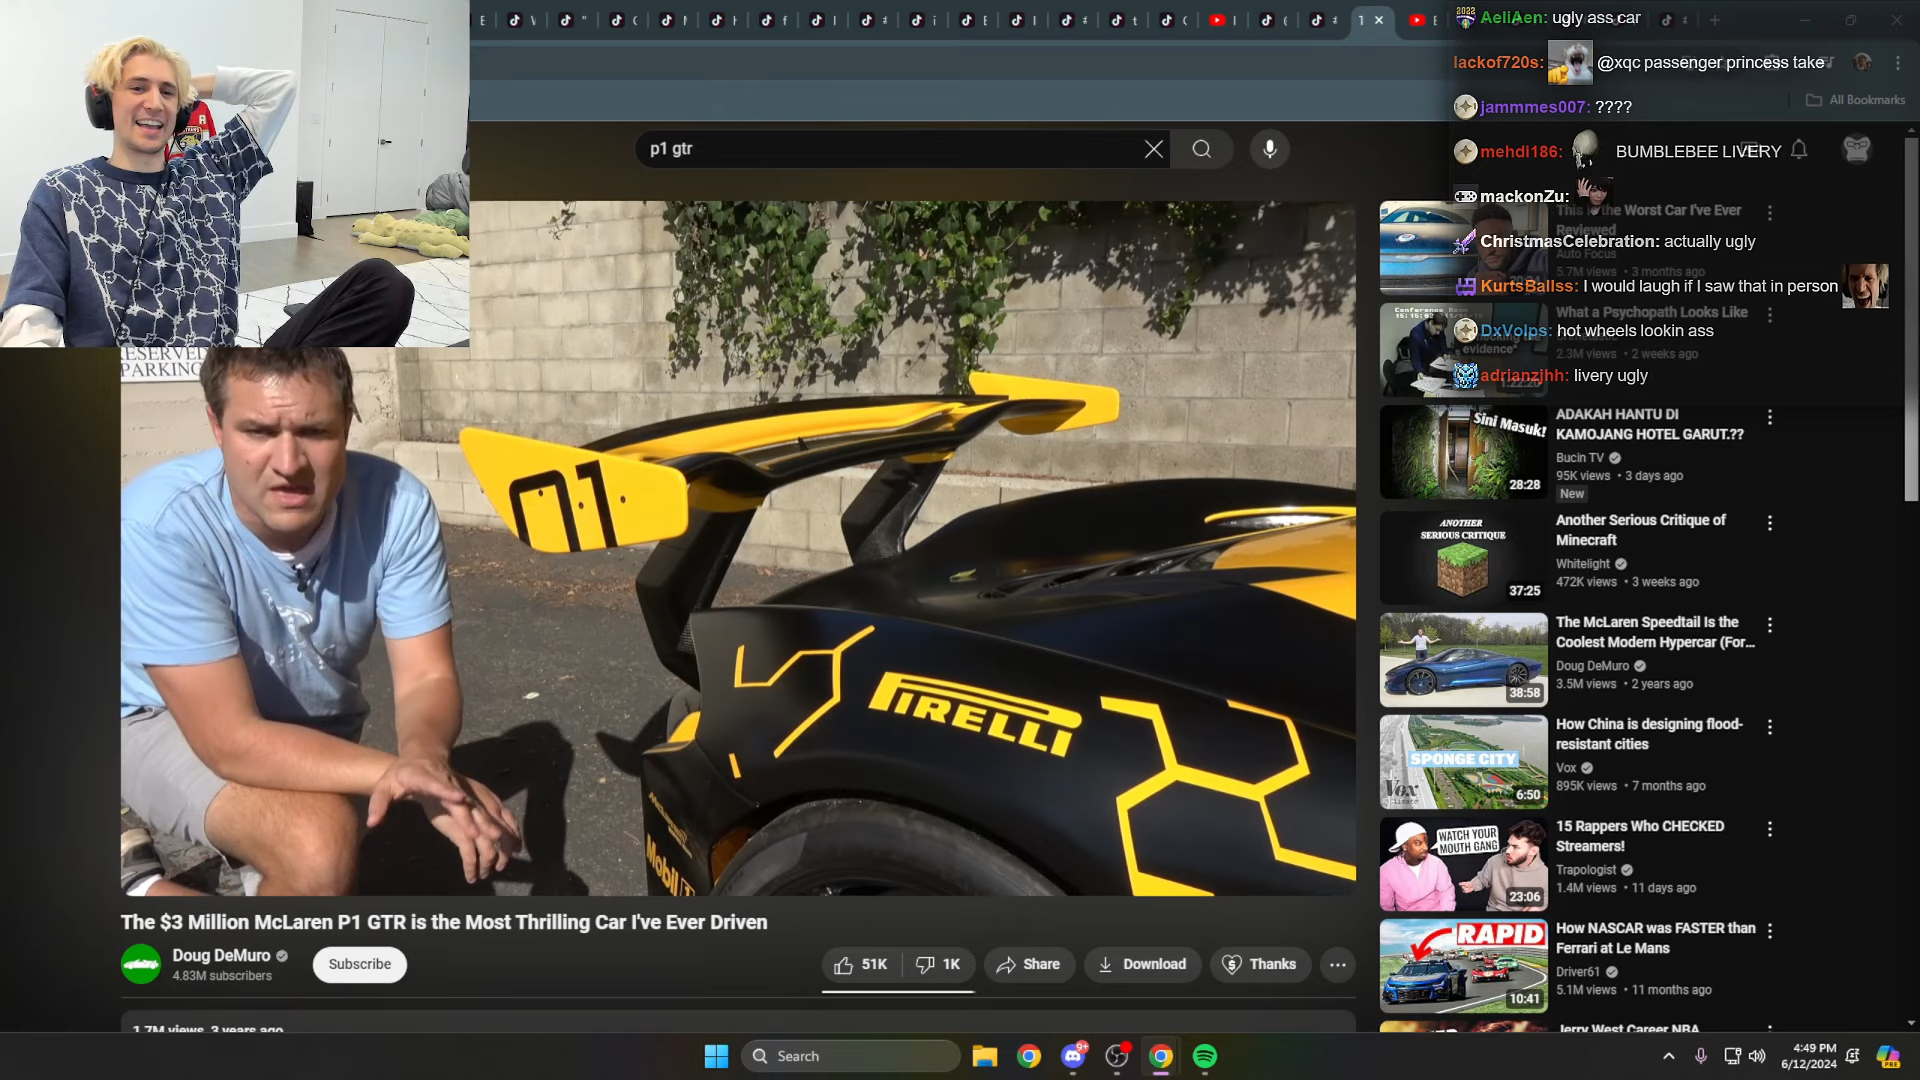 AeliAen: ugly ass car
lackof720s: @xqc passenger princess take
All Bookmarks
jammmes007: ????
p1 gtr
mehdi186: BUMBLEBEE LIVERY
mackonZu:
This is the Worst Car I've Ever
Reviewed
ChristmasCelebration: actually ugly
Auto Focus
5.7M views • 3 months ago
KurtsBallss: I would laugh if I saw that in person
What a Psychopath Looks Like
DxVolps: hot wheels lookin ass
evidence"
2.3M views • 2 weeks ago
adrianzjhh: livery ugly
1:22:20
RESERVED
PARKING
01
PIRELLI
Mobil 1
Sini Masuk!
28:28
ADAKAH HANTU DI
KAMOJANG HOTEL GARUT.??
Bucin TV
95K views • 3 days ago
New
ANOTHER
SERIOUS CRITIQUE
37:25
Another Serious Critique of
Minecraft
Whitelight
472K views • 3 weeks ago
38:58
The McLaren Speedtail Is the
Coolest Modern Hypercar (For...
Doug DeMuro
3.5M views • 2 years ago
SPONGE CITY
Vox
Climate
6:50
How China is designing flood-
resistant cities
Vox
895K views • 7 months ago
WATCH YOUR
MOUTH GANG
23:06
15 Rappers Who CHECKED
Streamers!
Trapologist
1.4M views • 11 days ago
RAPID
10:41
How NASCAR was FASTER than
Ferrari at Le Mans
Driver61
5.1M views • 11 months ago
Jerry West Career NBA
The $3 Million McLaren P1 GTR is the Most Thrilling Car I've Ever Driven
Doug DeMuro
4.83M subscribers
Subscribe
51K
1K
Share
Download
Thanks
1.7M views 3 years ago
Search
9+
4:49 PM
6/12/2024
PRE